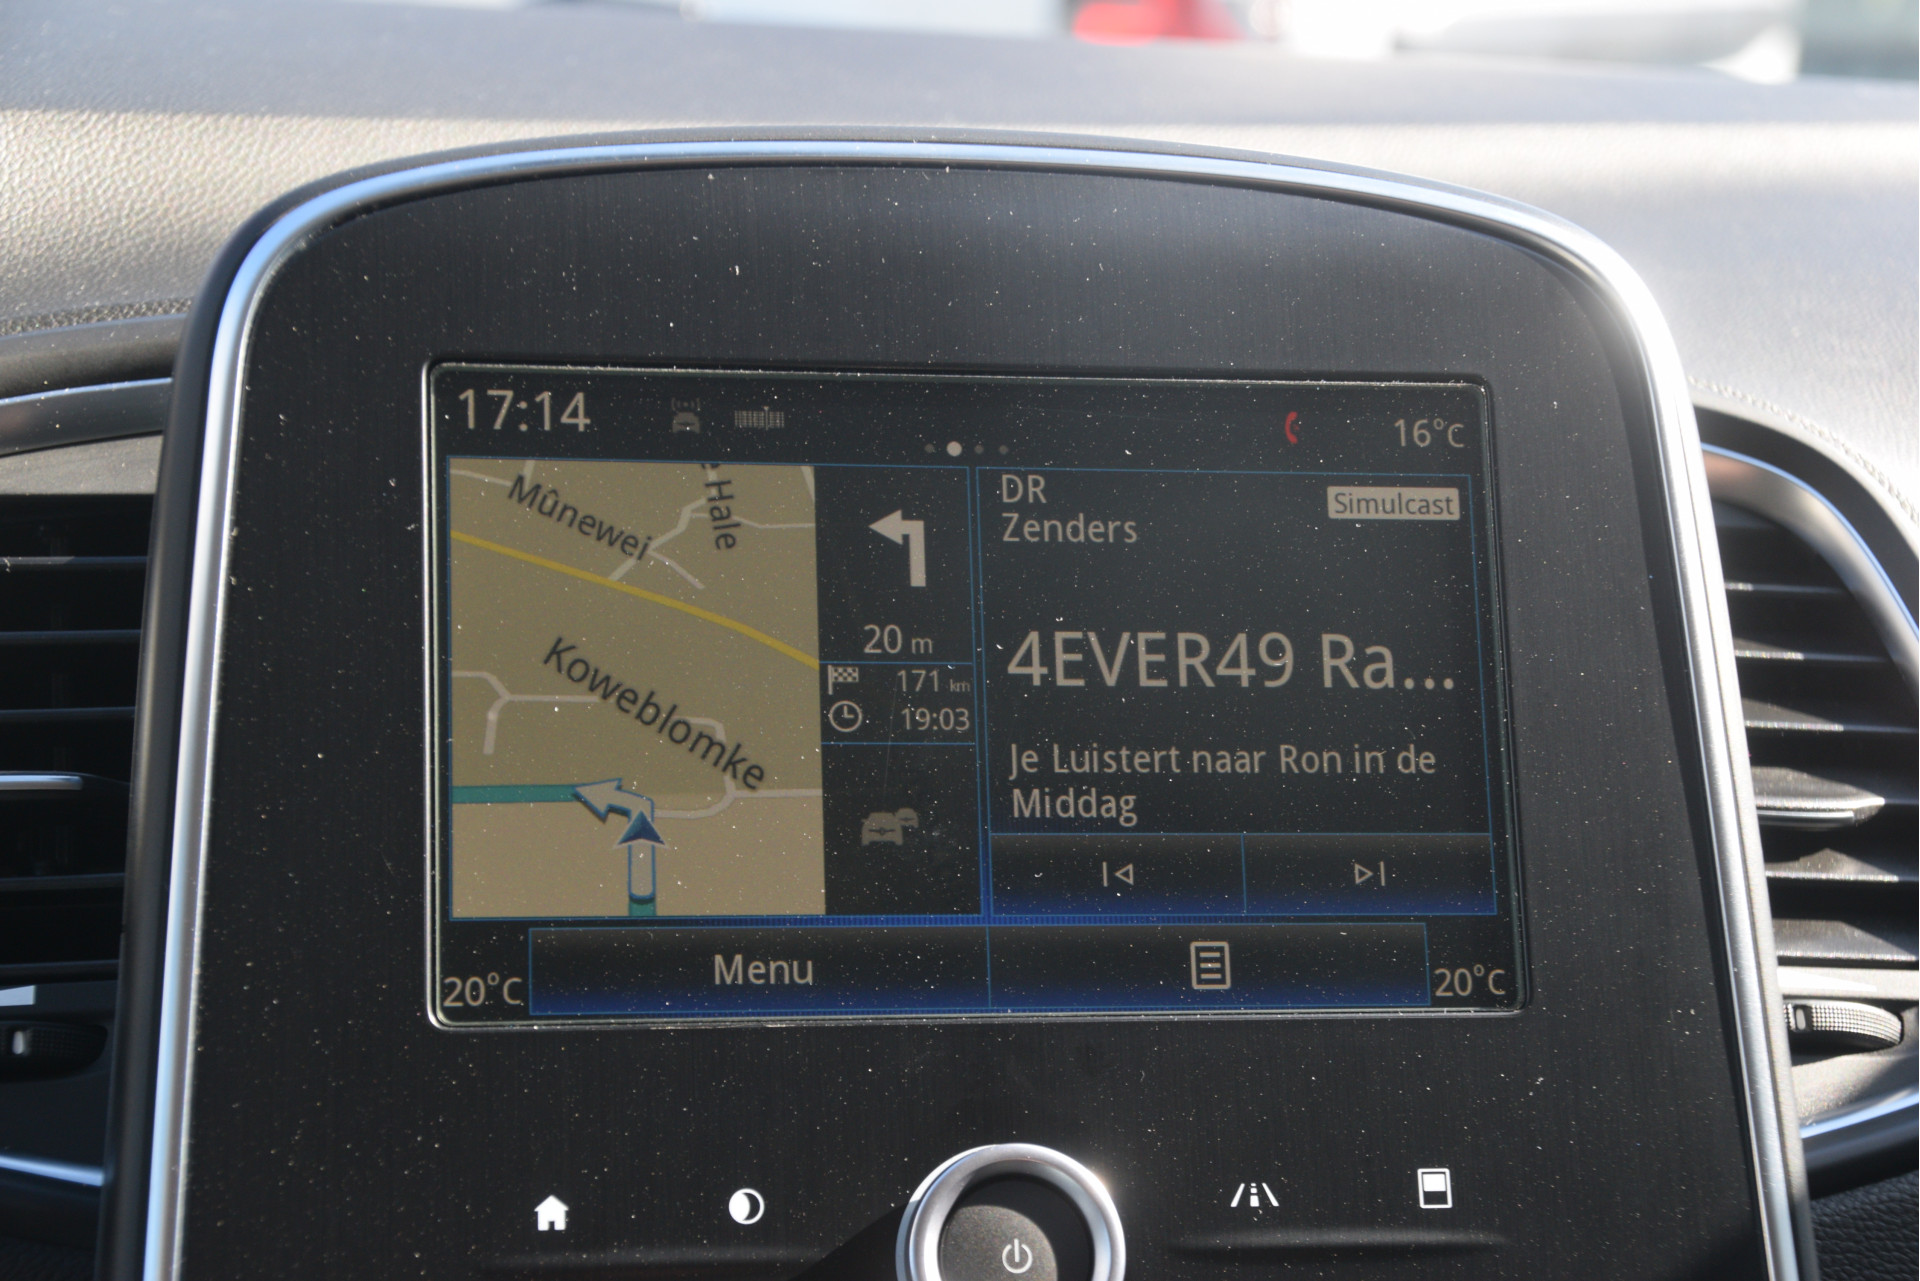 17:14
16°C
Mûnewei
Hale
Koweblomke
20 m
171 km
19:03
DR
Zenders
Simulcast
4EVER49 Ra...
Je Luistert naar Ron in de
Middag
20°C
Menu
20°C